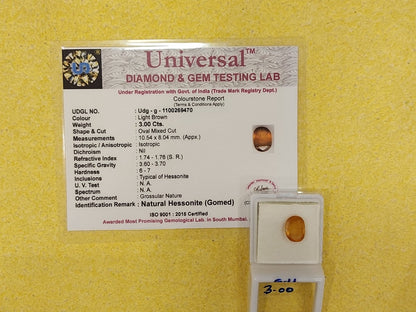 Universal™
DIAMOND & GEM TESTING LAB
Under Registration with Govt. of India (Trade Mark Registry Dept.)
Colourstone Report
(Terms & Conditions Apply)
UDGL NO. : Udg - g - 1100269470
Colour : Light Brown
Weight : 3.00 Cts.
Shape & Cut : Oval Mixed Cut
Measurements : 10.54 x 8.04 mm. (Appx.)
Isotropic / Anisotropic : Isotropic
Dichroism : Nil
Refractive Index : 1.74 - 1.76 (S. R.)
Specific Gravity : 3.60 - 3.70
Hardness : 6 - 7
Inclusions : Typical of Hessonite
U. V. Test : N. A.
Spectrum : N. A.
Other Comment : Grossular Nature
Identification Remark : Natural Hessonite (Gomed)
ISO 9001 : 2015 Certified
Awarded Most Promising Gemological Lab. in South Mumbai.
3.00